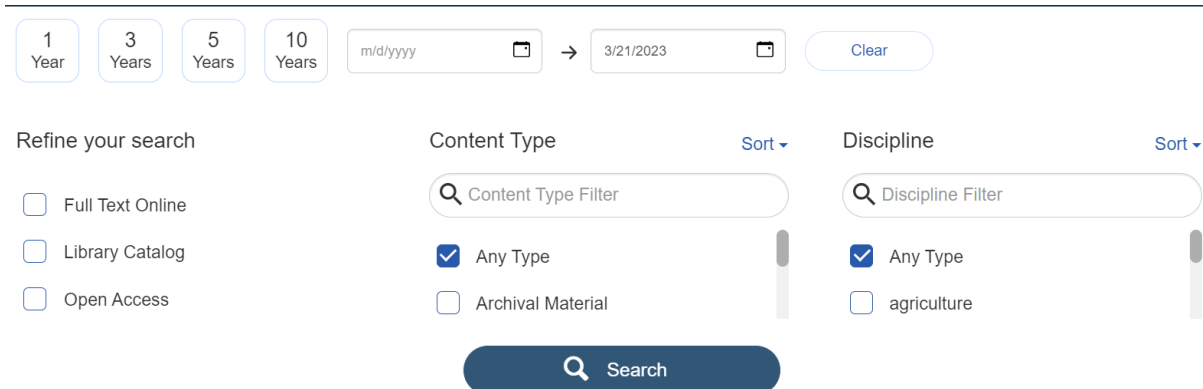 1 Year
3 Years
5 Years
10 Years
m/d/yyyy
3/21/2023
Clear
Refine your search
Full Text Online
Library Catalog
Open Access
Content Type
Sort
Content Type Filter
Any Type
Archival Material
Discipline
Sort
Discipline Filter
Any Type
agriculture
Search